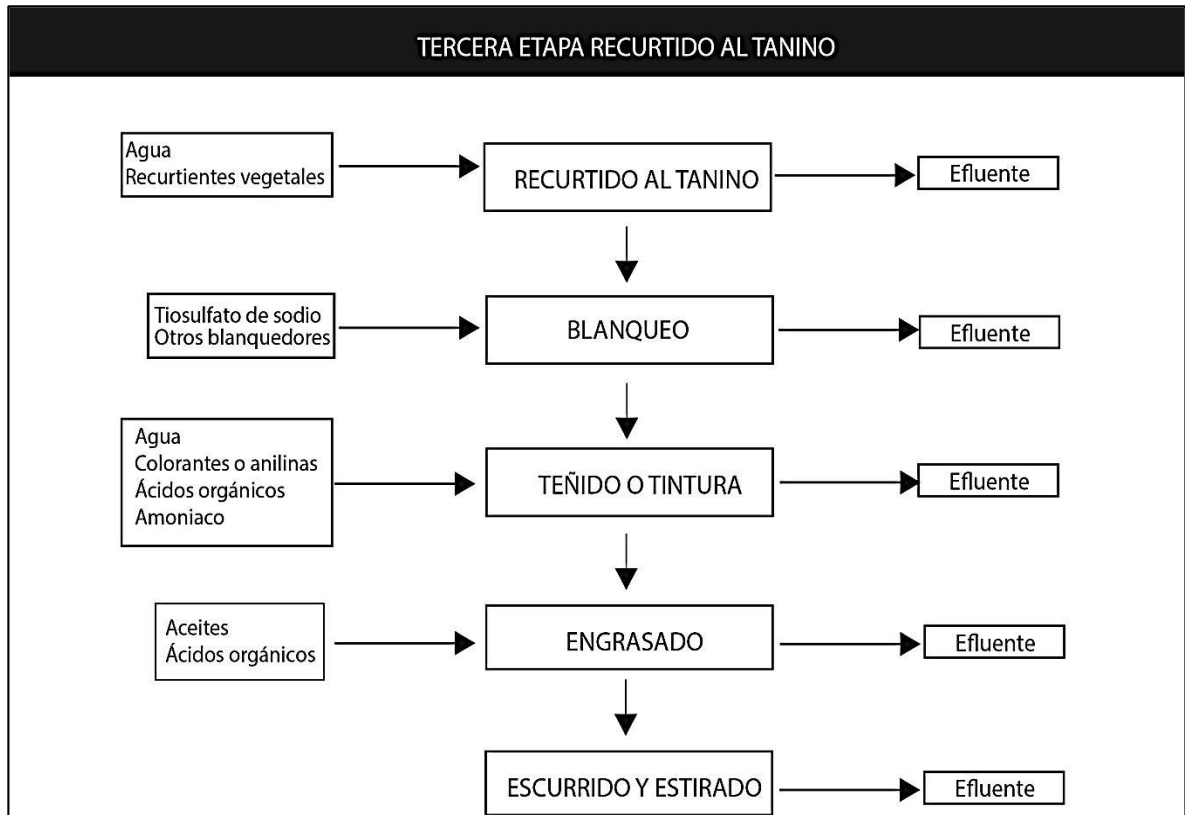 TERCERA ETAPA RECURTIDO AL TANINO
Agua
Recurtientes vegetales
RECURTIDO AL TANINO
Efluente
Tiosulfato de sodio
Otros blanquedores
BLANQUEO
Efluente
Agua
Colorantes o anilinas
Ácidos orgánicos
Amoniaco
TEÑIDO O TINTURA
Efluente
Aceites
Ácidos orgánicos
ENGRASADO
Efluente
ESCURRIDO Y ESTIRADO
Efluente